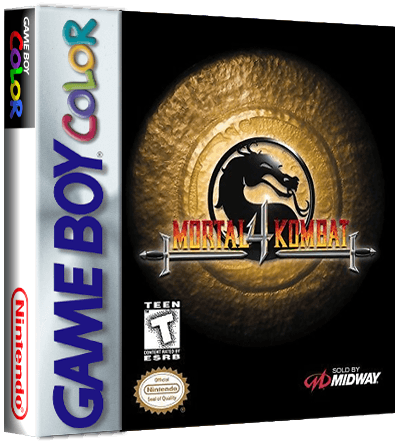 GAME BOY
COLOR
Nintendo
GAME BOY COLOR
MORTAL 4 KOMBAT
TEEN
T
CONTENT RATED BY
ESRB
Official
Nintendo
Seal of Quality
SOLD BY
MIDWAY